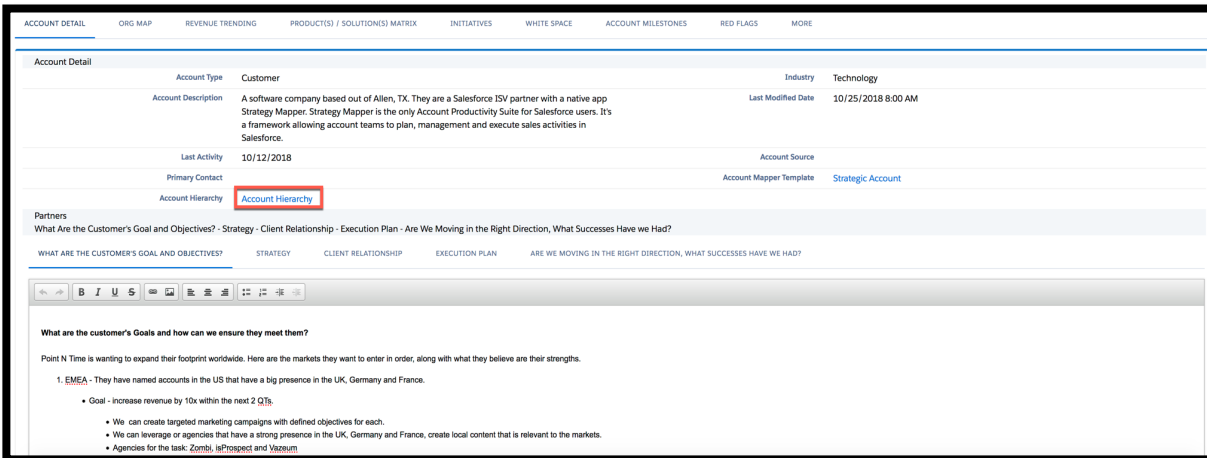 ACCOUNT DETAIL ORG MAP REVENUE TRENDING PRODUCT(S) / SOLUTION(S) MATRIX INITIATIVES WHITE SPACE ACCOUNT MILESTONES RED FLAGS MORE
Account Detail
Account Type Customer Industry Technology
Account Description A software company based out of Allen, TX. They are a Salesforce ISV partner with a native app Last Modified Date 10/25/2018 8:00 AM
Strategy Mapper. Strategy Mapper is the only Account Productivity Suite for Salesforce users. It's
a framework allowing account teams to plan, management and execute sales activities in
Salesforce.
Last Activity 10/12/2018 Account Source
Primary Contact Account Mapper Template Strategic Account
Account Hierarchy Account Hierarchy
Partners
What Are the Customer's Goal and Objectives? - Strategy - Client Relationship - Execution Plan - Are We Moving in the Right Direction, What Successes Have we Had?
WHAT ARE THE CUSTOMER'S GOAL AND OBJECTIVES? STRATEGY CLIENT RELATIONSHIP EXECUTION PLAN ARE WE MOVING IN THE RIGHT DIRECTION, WHAT SUCCESSES HAVE WE HAD?
B I U S
What are the customer's Goals and how can we ensure they meet them?
Point N Time is wanting to expand their footprint worldwide. Here are the markets they want to enter in order, along with what they believe are their strengths.
1. EMEA - They have named accounts in the US that have a big presence in the UK, Germany and France.
• Goal - increase revenue by 10x within the next 2 QTs.
• We can create targeted marketing campaigns with defined objectives for each.
• We can leverage or agencies that have a strong presence in the UK, Germany and France, create local content that is relevant to the markets.
• Agencies for the task: Zombi, isProspect and Vazeum